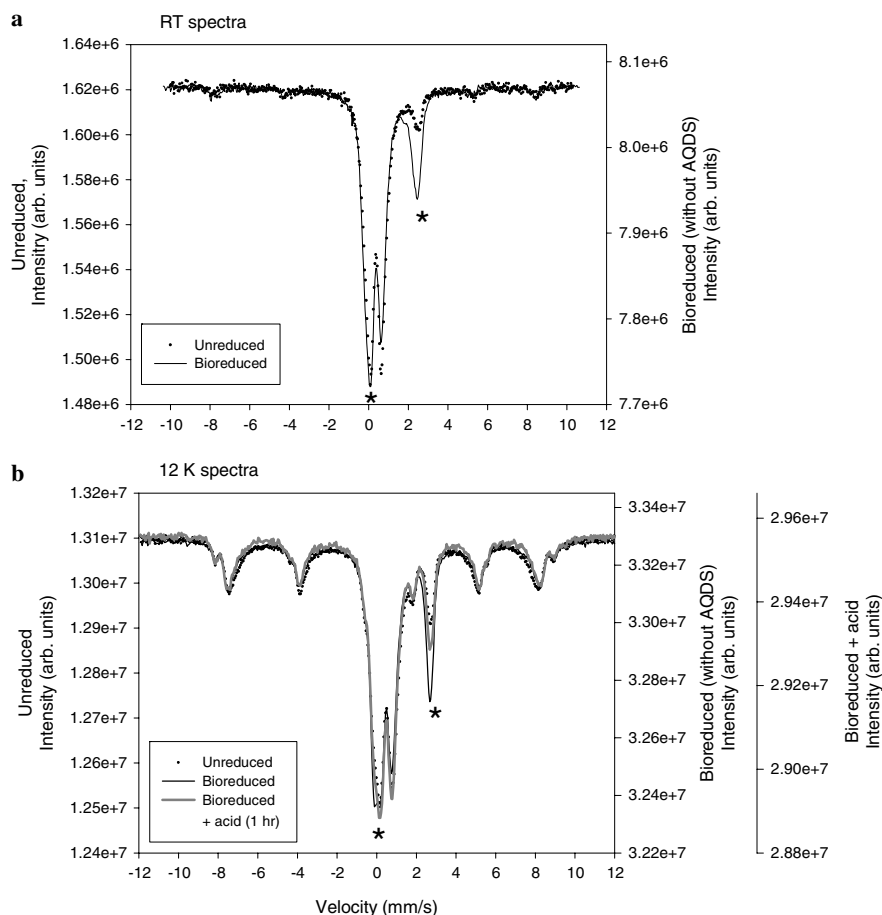 a
RT spectra
1.64e+6
1.62e+6
1.60e+6
1.58e+6
1.56e+6
1.54e+6
1.52e+6
1.50e+6
1.48e+6
Unreduced,
Intensitry (arb. units)
8.1e+6
8.0e+6
7.9e+6
7.8e+6
7.7e+6
Bioreduced (without AQDS)
Intensity (arb. units)
*
*
Unreduced
Bioreduced
-12 -10 -8 -6 -4 -2 0 2 4 6 8 10 12
b
12 K spectra
1.32e+7
1.31e+7
1.30e+7
1.29e+7
1.28e+7
1.27e+7
1.26e+7
1.25e+7
1.24e+7
Unreduced
Intensity (arb. units)
3.34e+7
3.32e+7
3.30e+7
3.28e+7
3.26e+7
3.24e+7
3.22e+7
Bioreduced (without AQDS)
Intensity (arb. units)
2.96e+7
2.94e+7
2.92e+7
2.90e+7
2.88e+7
Bioreduced + acid
Intensity (arb. units)
*
*
Unreduced
Bioreduced
Bioreduced
+ acid (1 hr)
-12 -10 -8 -6 -4 -2 0 2 4 6 8 10 12
Velocity (mm/s)